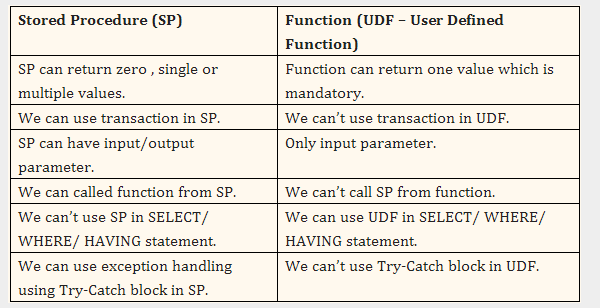 Stored Procedure (SP)
Function (UDF – User Defined
Function)
SP can return zero , single or
multiple values.
Function can return one value which is
mandatory.
We can use transaction in SP.
We can't use transaction in UDF.
SP can have input/output
parameter.
Only input parameter.
We can called function from SP.
We can't call SP from function.
We can't use SP in SELECT/
WHERE/ HAVING statement.
We can use UDF in SELECT/ WHERE/
HAVING statement.
We can use exception handling
using Try-Catch block in SP.
We can't use Try-Catch block in UDF.